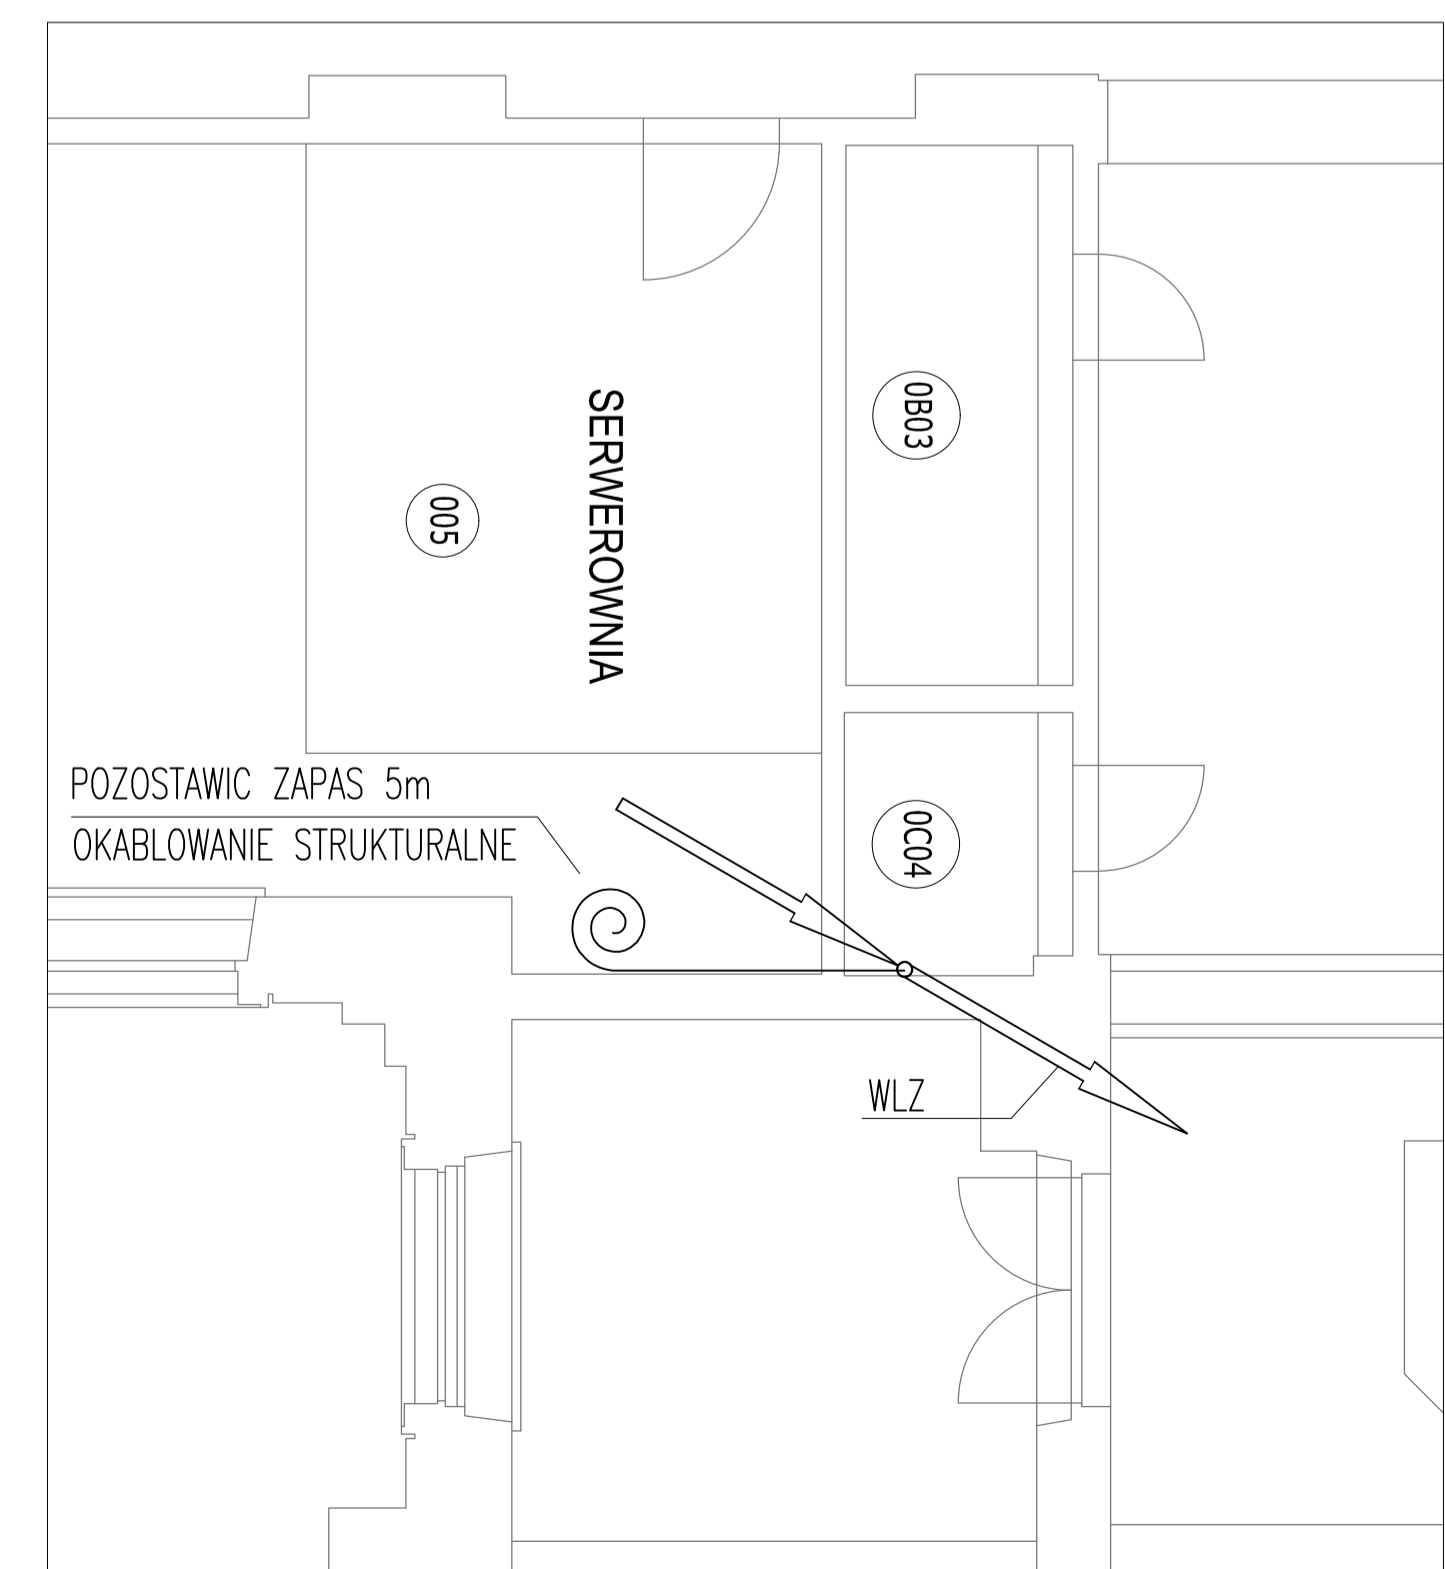 SERWEROWNIA
005
0B03
0C04
POZOSTAWIC ZAPAS 5m
OKABLOWANIE STRUKTURALNE
WLZ